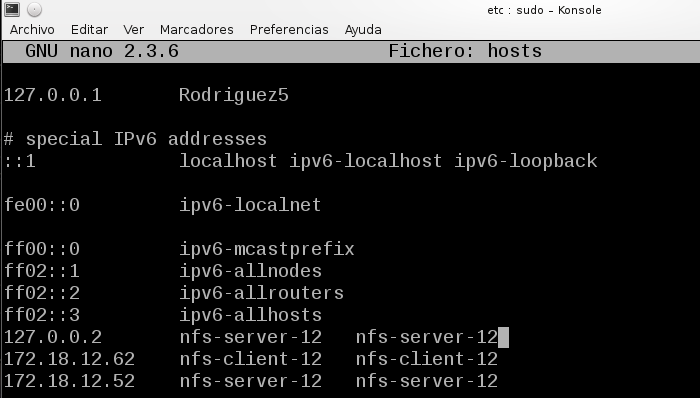 etc : sudo – Konsole
Archivo Editar Ver Marcadores Preferencias Ayuda
GNU nano 2.3.6 Fichero: hosts
127.0.0.1 Rodriguez5
# special IPv6 addresses
::1 localhost ipv6-localhost ipv6-loopback
fe00::0 ipv6-localnet
ff00::0 ipv6-mcastprefix
ff02::1 ipv6-allnodes
ff02::2 ipv6-allrouters
ff02::3 ipv6-allhosts
127.0.0.2 nfs-server-12 nfs-server-12
172.18.12.62 nfs-client-12 nfs-client-12
172.18.12.52 nfs-server-12 nfs-server-12